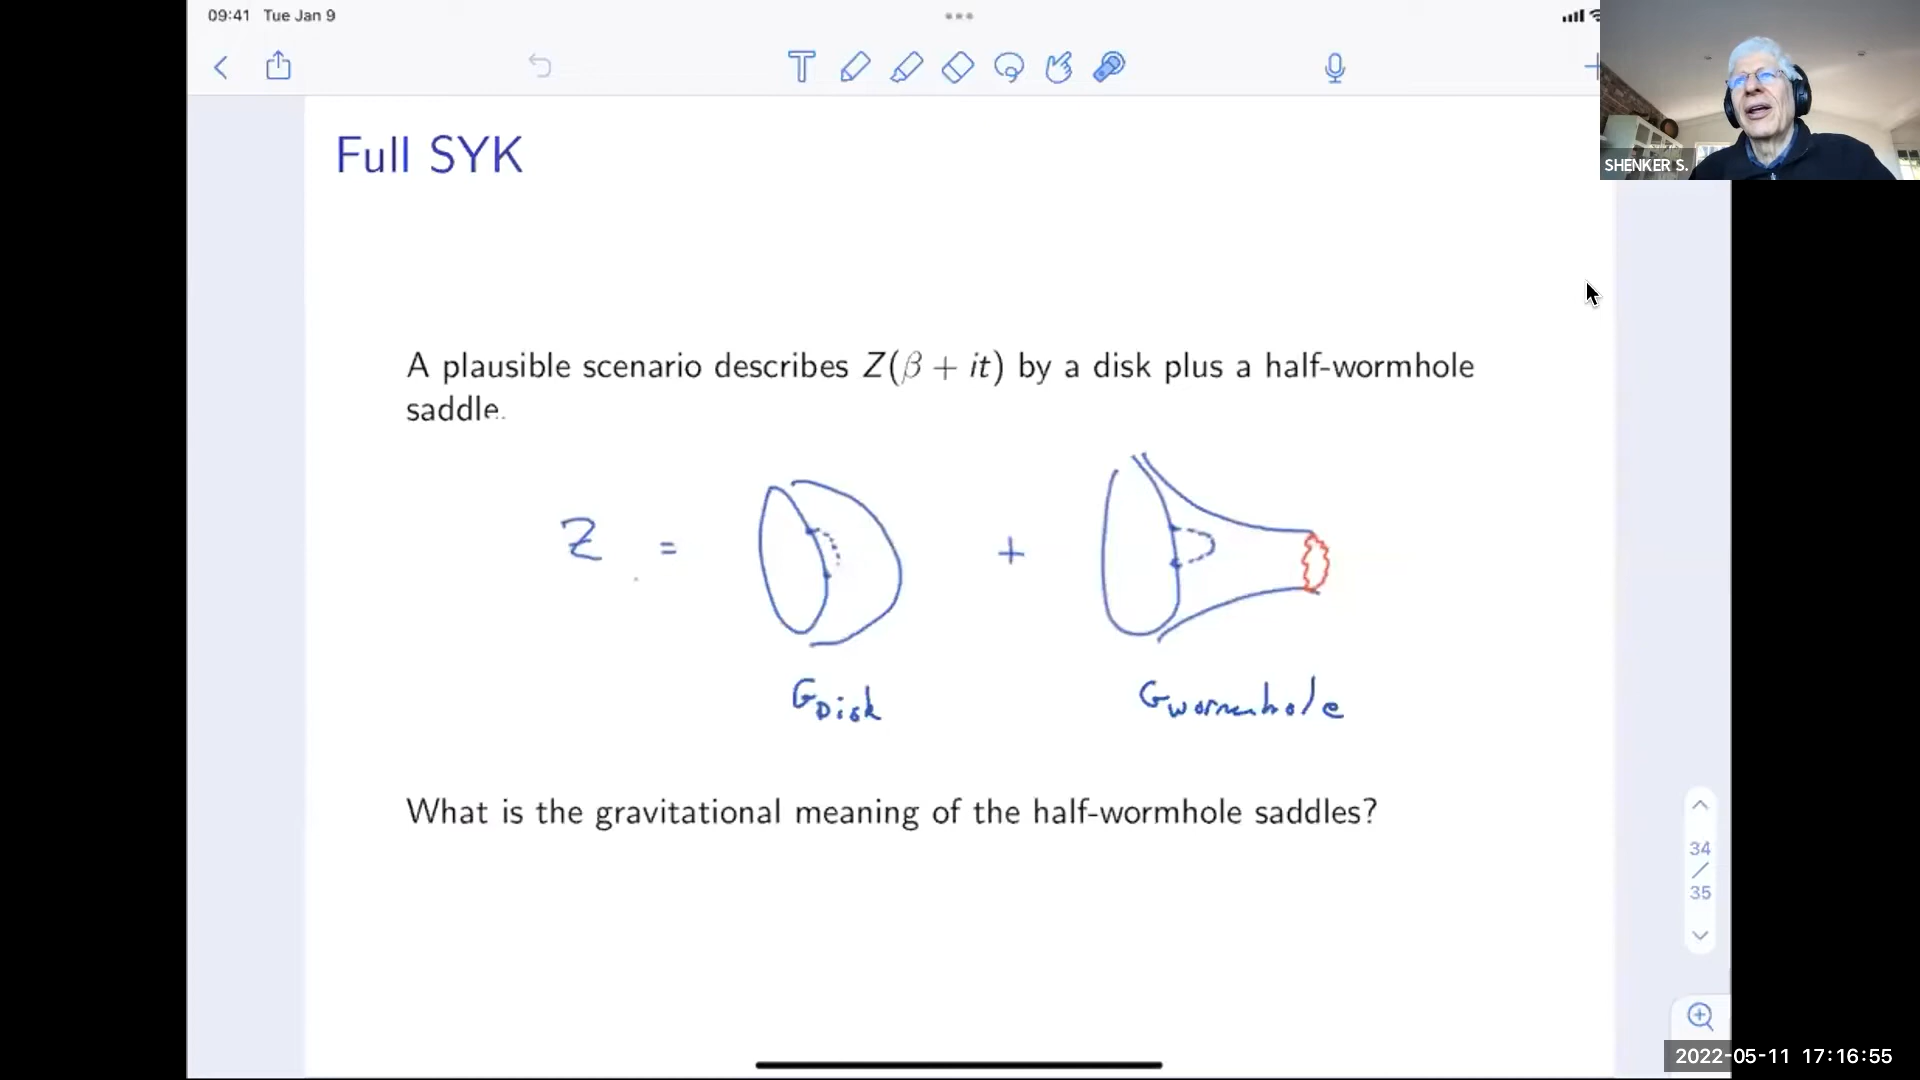 09:41 Tue Jan 9
Full SYK
SHENKER S.
A plausible scenario describes Z(β + it) by a disk plus a half-wormhole
saddle.
Z = +
G_Disk G_wormhole
What is the gravitational meaning of the half-wormhole saddles?
34
/
35
2022-05-11 17:16:55